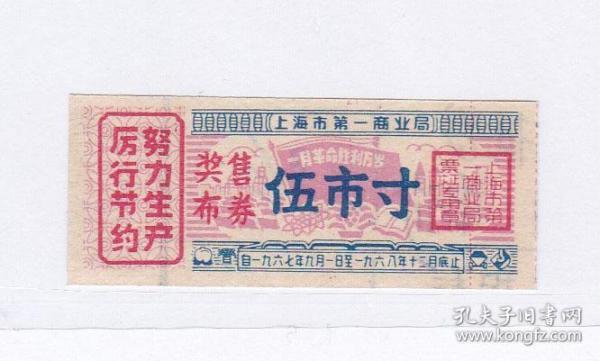 上海市第一商业局
努力生产
厉行节约
一月革命胜利万岁
奖售
布券
伍市寸
上海市第
一商业局
自一九六七年九月一日至一九六八年十二月底止
孔夫子旧书网